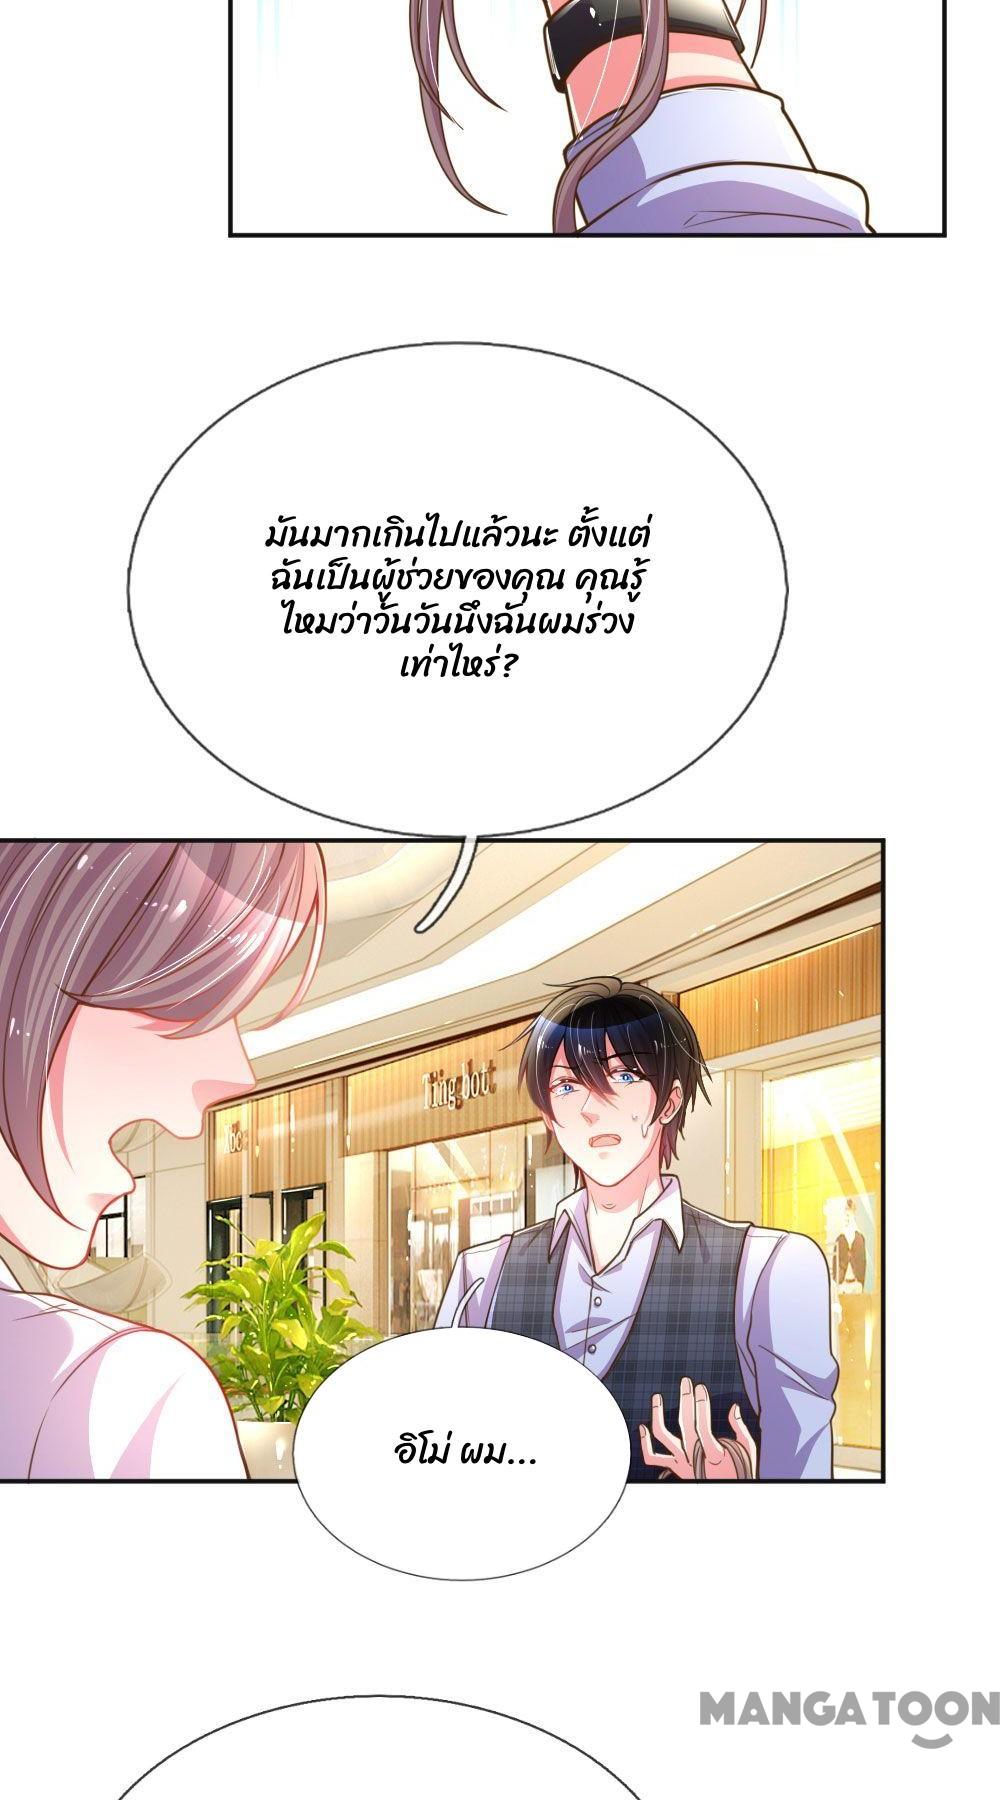 มันมากเกินไปแล้วนะ ตั้งแต่
ฉันเป็นผู้ช่วยของคุณ คุณรู้
ไหมว่าวันวันนึงฉันผมร่วง
เท่าไหร่?
Tiing bott
อิโม่ ผม...
MANGATOON